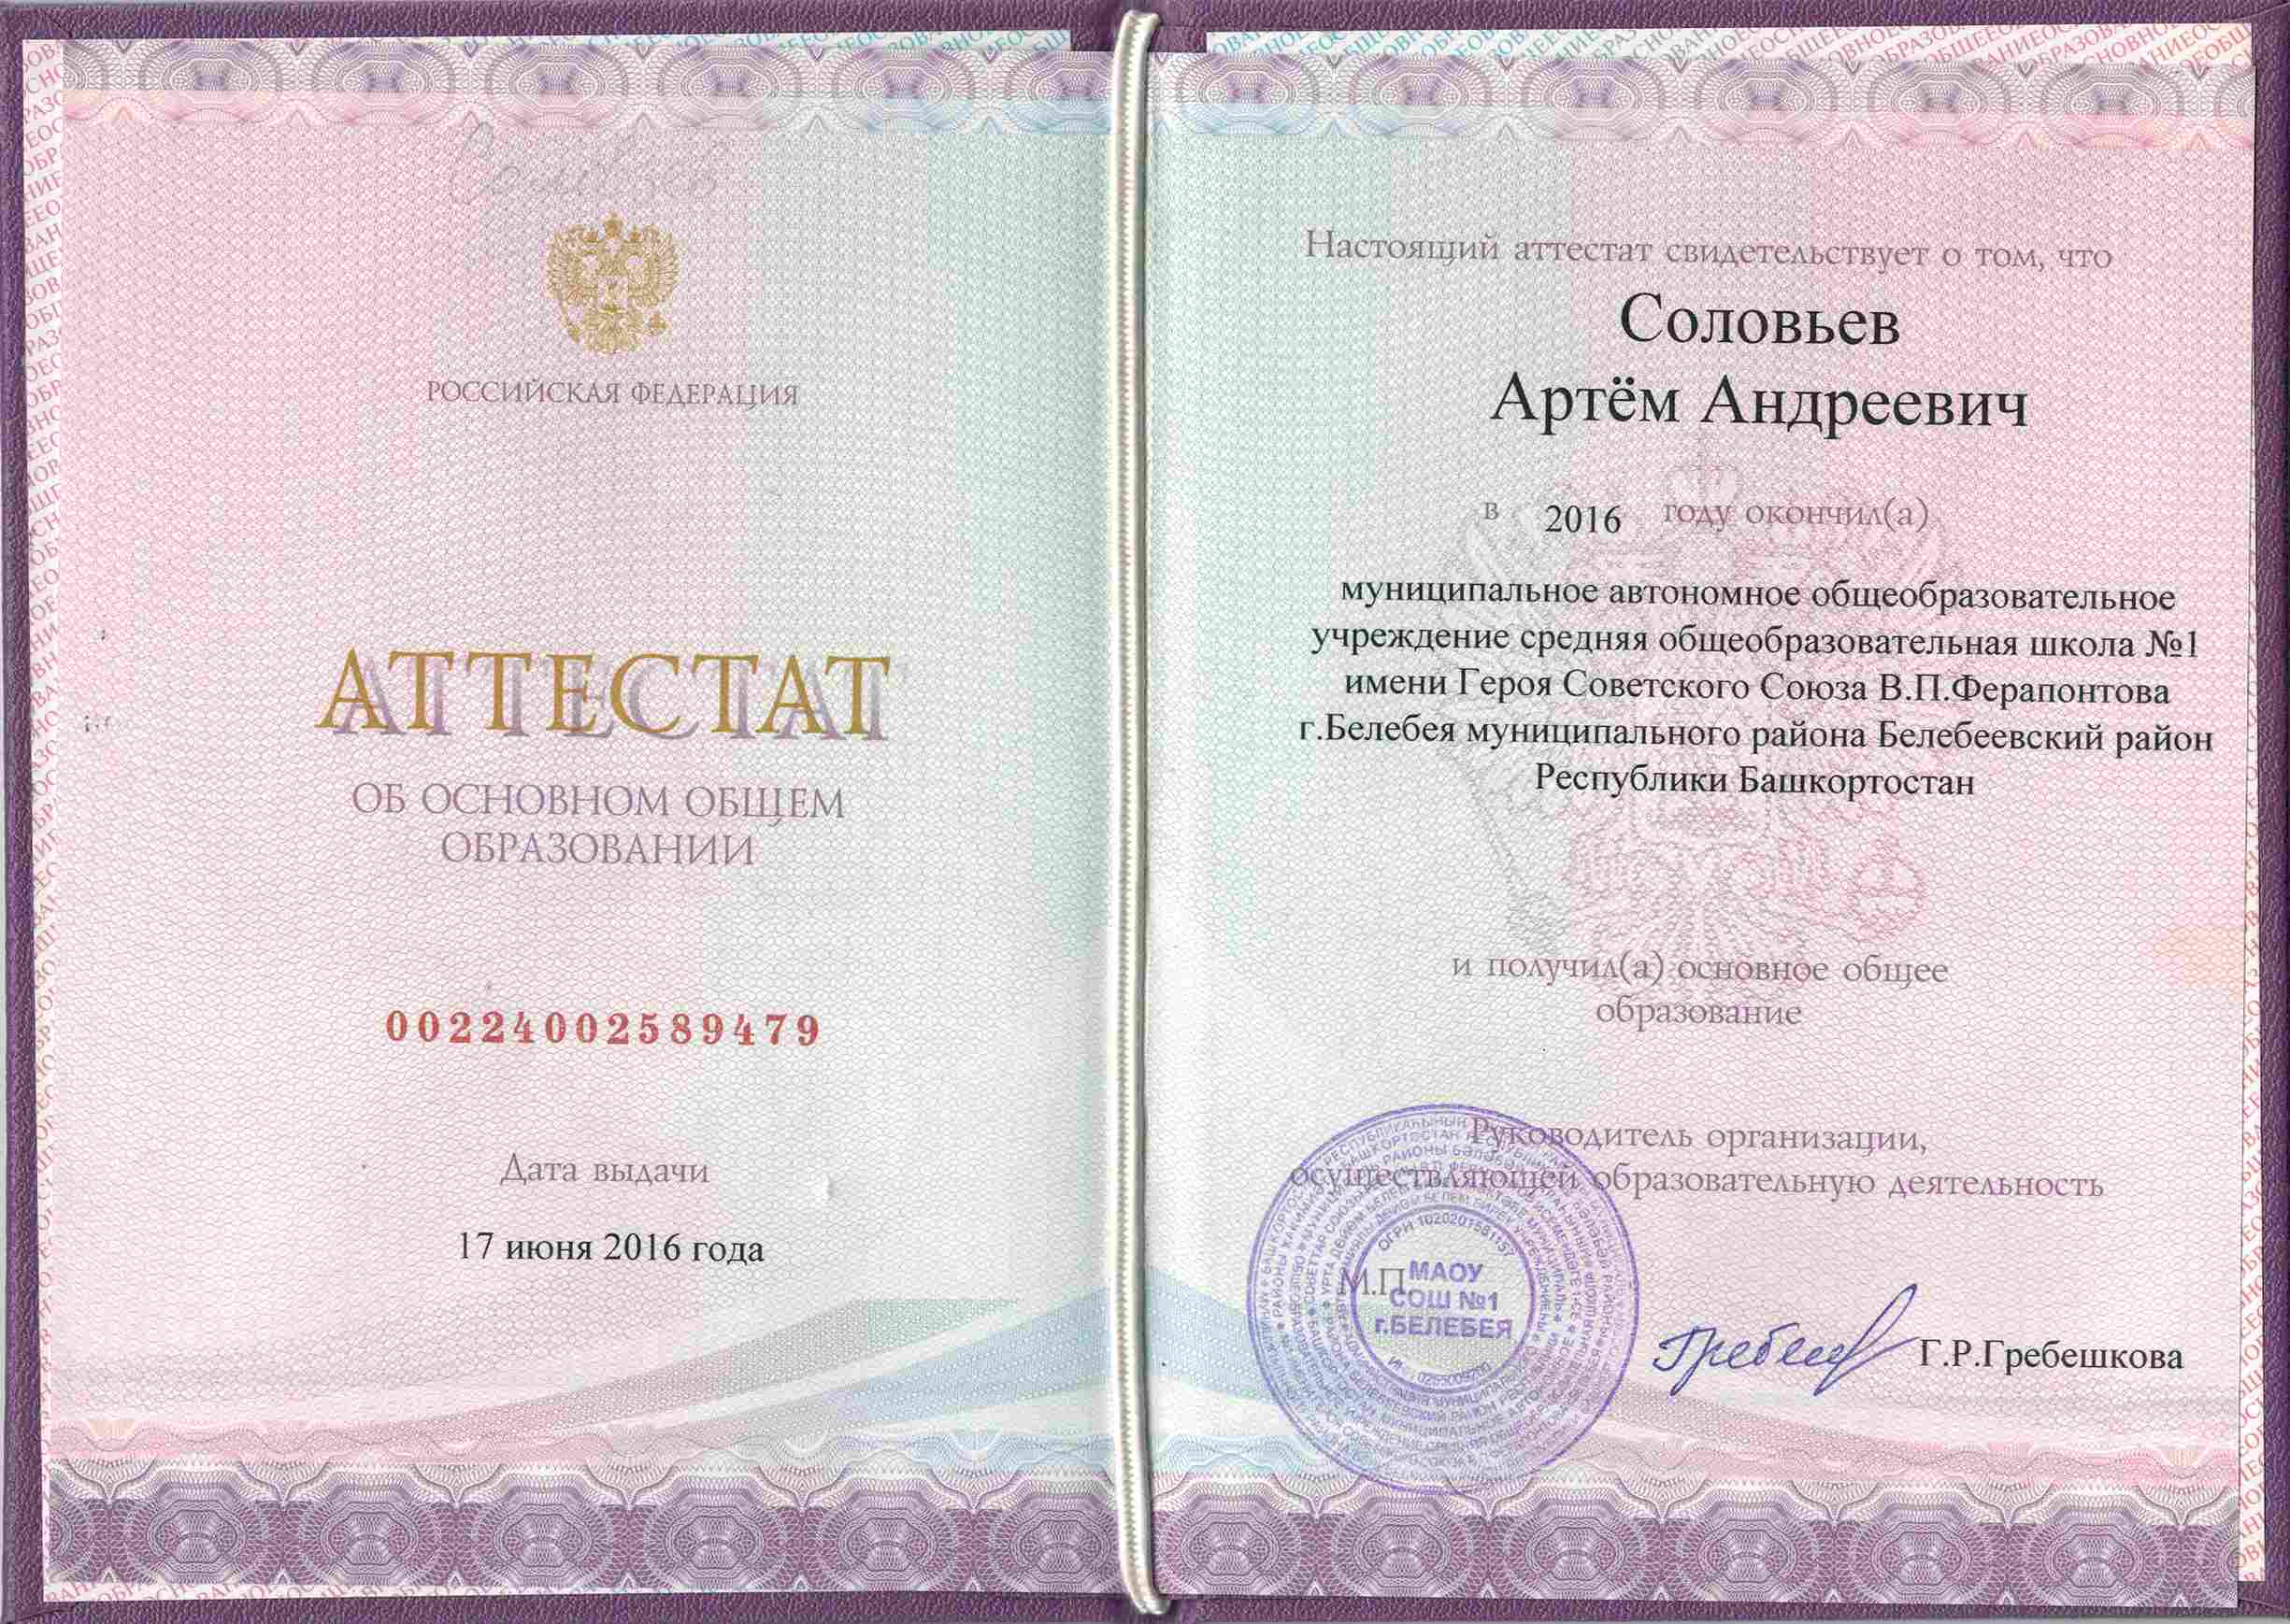 РОССИЙСКАЯ ФЕДЕРАЦИЯ
АТТЕСТАТ
ОБ ОСНОВНОМ ОБЩЕМ
ОБРАЗОВАНИИ
00224002589479
Дата выдачи
17 июня 2016 года
Настоящий аттестат свидетельствует о том, что
Соловьев
Артём Андреевич
в 2016 году окончил(а)
муниципальное автономное общеобразовательное
учреждение средняя общеобразовательная школа №1
имени Героя Советского Союза В.П.Ферапонтова
г.Белебея муниципального района Белебеевский район
Республики Башкортостан
и получил(а) основное общее
образование
Руководитель организации,
осуществляющей образовательную деятельность
М.П.
МАОУ
СОШ №1
г.БЕЛЕБЕЯ
Г.Р.Гребешкова